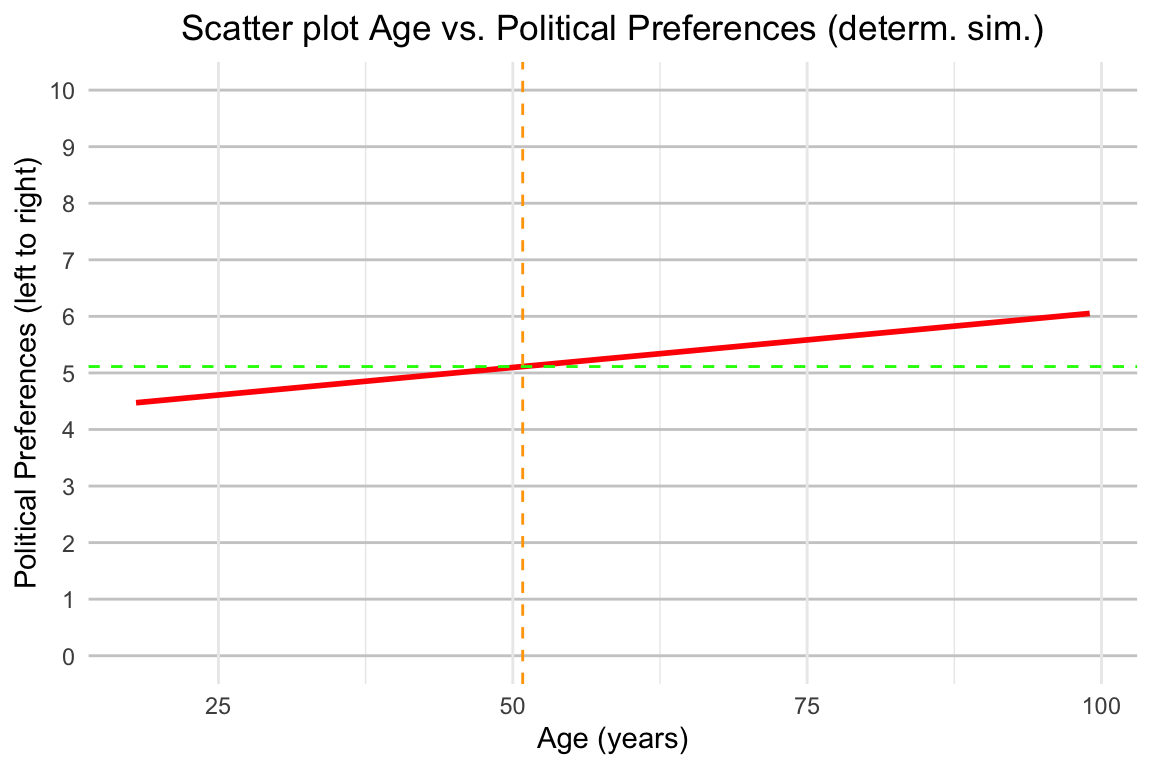 Scatter plot Age vs. Political Preferences (determ. sim.)
Political Preferences (left to right)
10
9
8
7
6
5
4
3
2
1
0
25 50 75 100
Age (years)